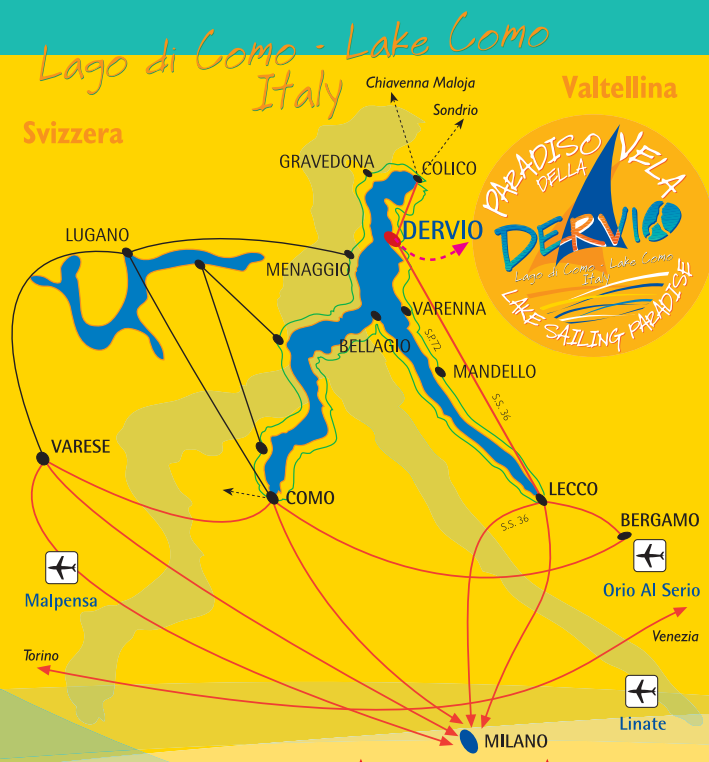 Lago di Como - Lake Como
Italy
Chiavenna Maloja
Valtellina
Sondrio
Svizzera
PARADISO
DELLA
VELA
DERVIO
Lago di Como - Lake Como
Italy
LAKE SAILING PARADISE
GRAVEDONA
COLICO
DERVIO
LUGANO
MENAGGIO
VARENNA
S.P.72
BELLAGIO
MANDELLO
S.S. 36
VARESE
COMO
LECCO
S.S. 36
BERGAMO
Malpensa
Orio Al Serio
Venezia
Torino
Linate
MILANO